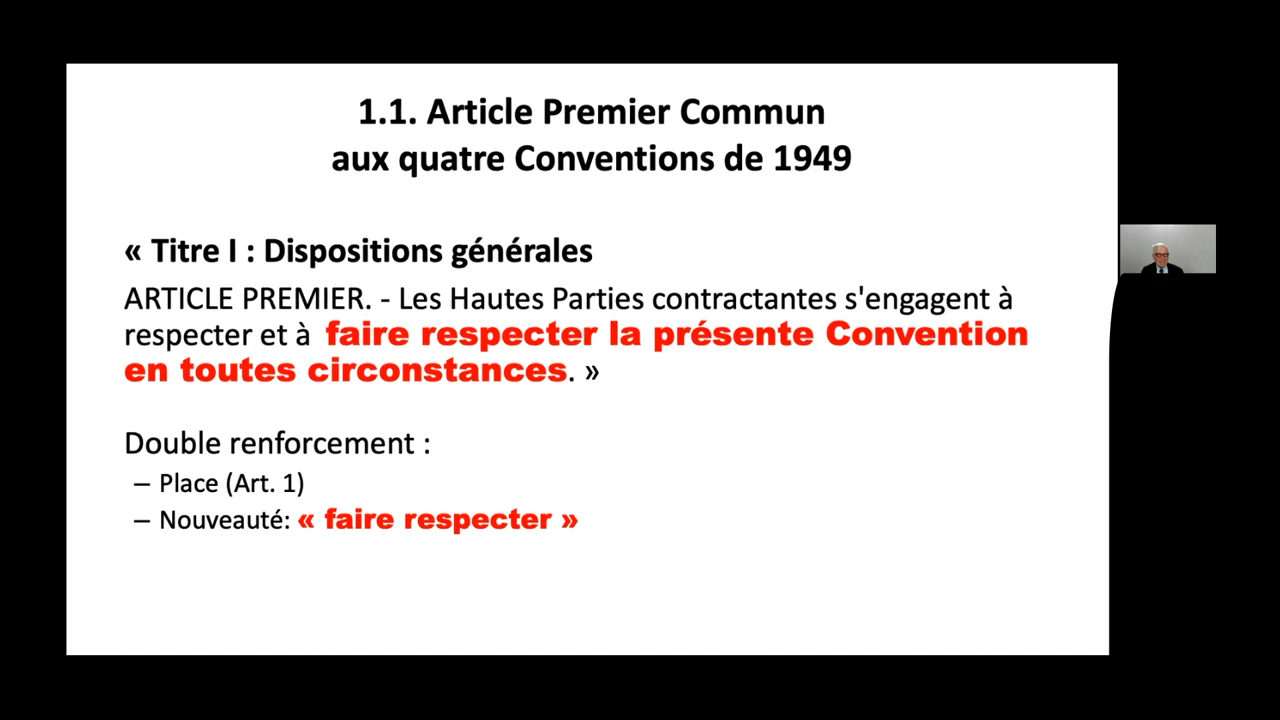 1.1. Article Premier Commun
aux quatre Conventions de 1949
« Titre I : Dispositions générales
ARTICLE PREMIER. - Les Hautes Parties contractantes s'engagent à
respecter et à faire respecter la présente Convention
en toutes circonstances. »
Double renforcement :
– Place (Art. 1)
– Nouveauté: « faire respecter »